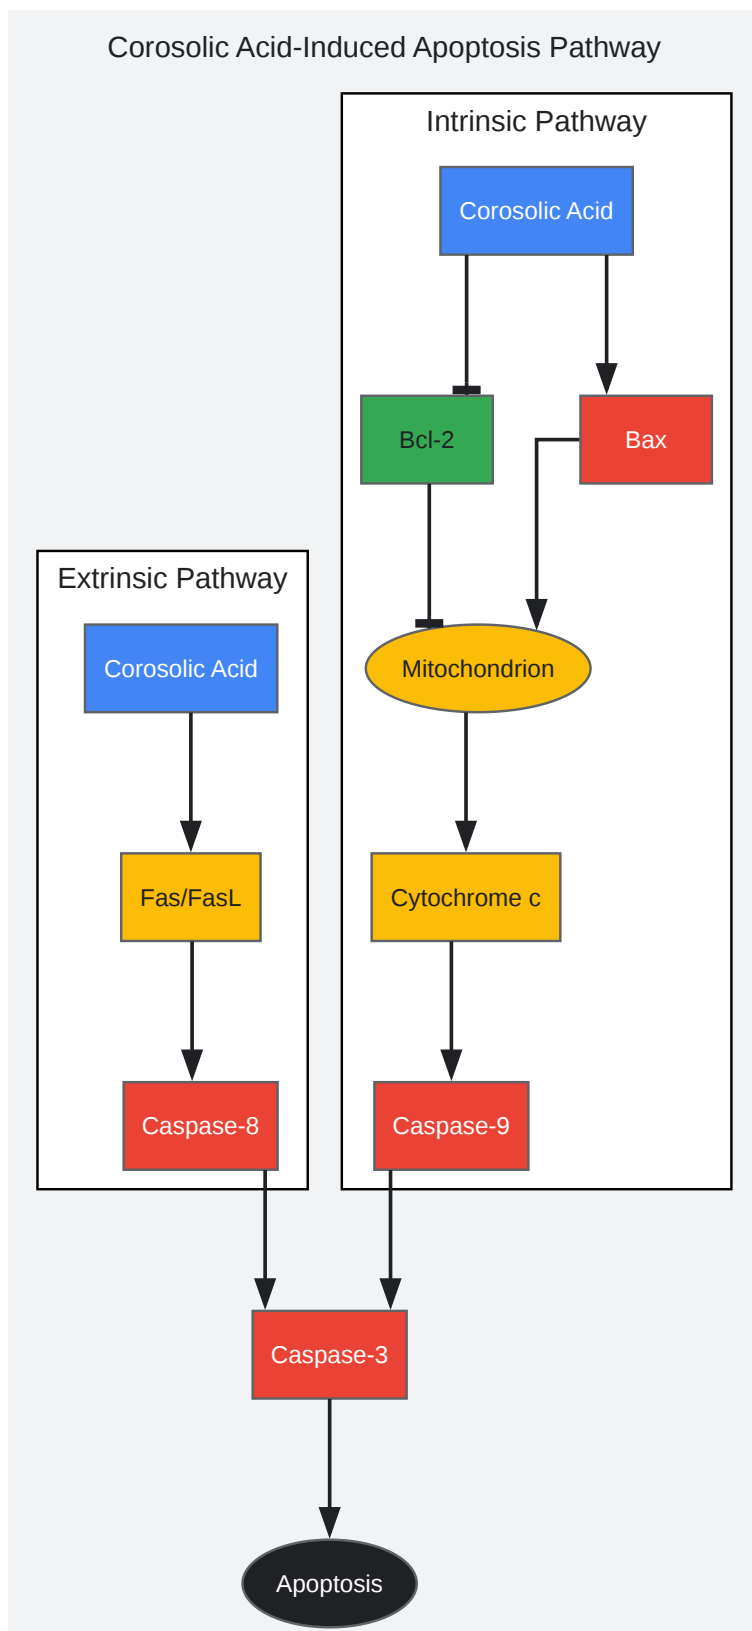 Corosolic Acid-Induced Apoptosis Pathway
Intrinsic Pathway
Corosolic Acid
Bcl-2
Bax
Mitochondrion
Cytochrome c
Caspase-9
Extrinsic Pathway
Corosolic Acid
Fas/FasL
Caspase-8
Caspase-3
Apoptosis